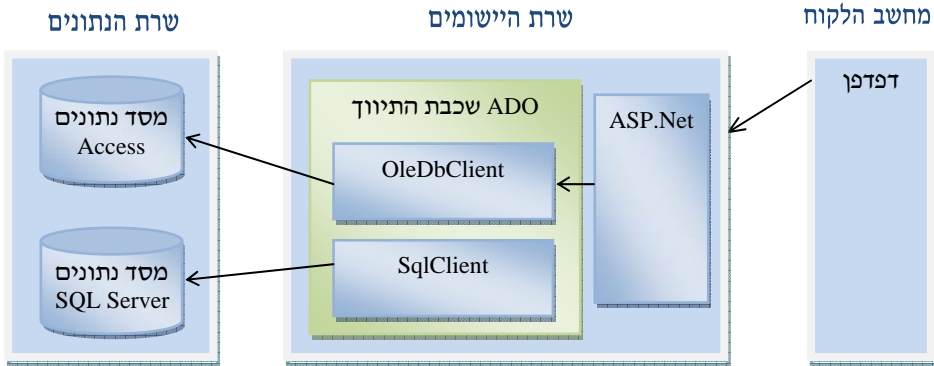 מחשב הלקוח
שרת היישומים
שרת הנתונים
דפדפן
ASP.Net
ADO שכבת התיווך
OleDbClient
SqlClient
מסד נתונים
Access
מסד נתונים
SQL Server